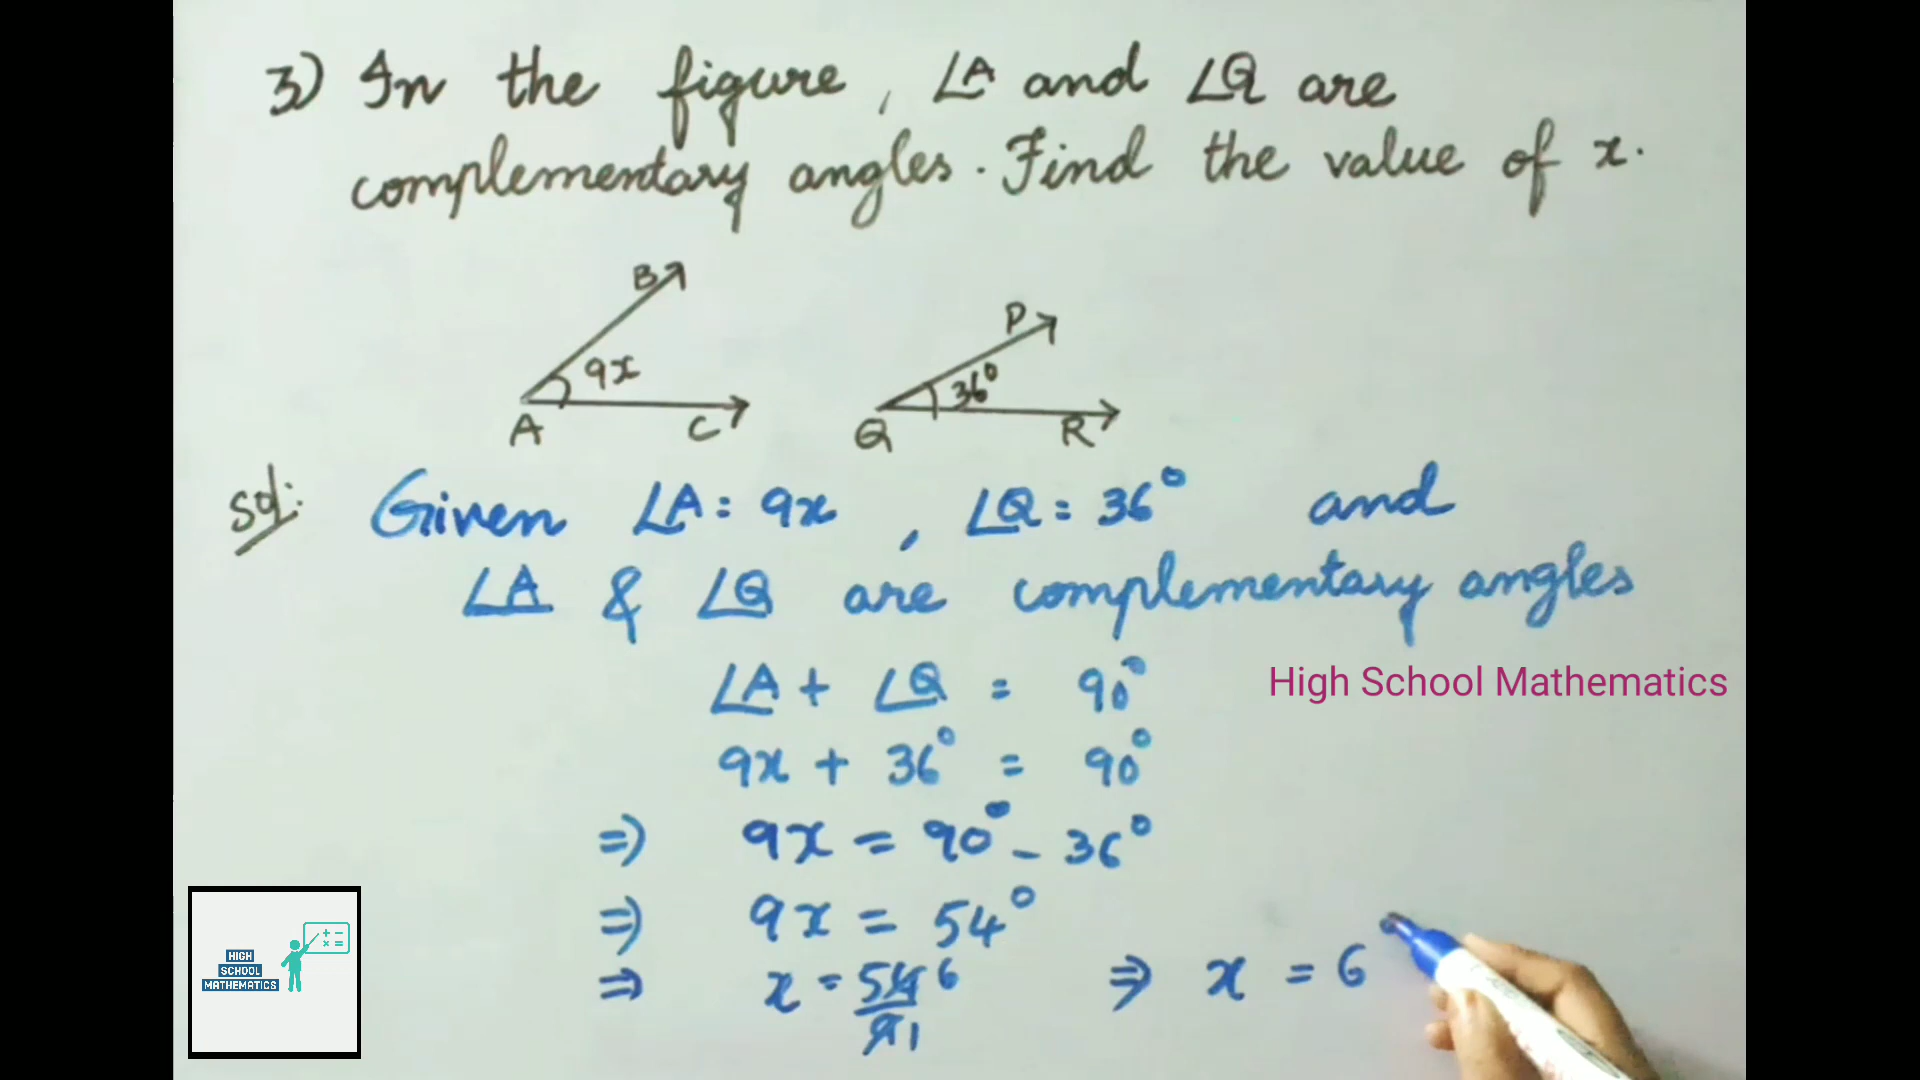 3) In the figure, ∠A and ∠Q are
complementary angles. Find the value of x.
B
9x
A
C
P
36°
Q
R
Sol:
Given ∠A = 9x, ∠Q = 36° and
∠A & ∠Q are complementary angles
∠A + ∠Q = 90°
9x + 36° = 90°
⇒ 9x = 90° - 36°
⇒ 9x = 54°
⇒ x = 54/9 6 1 ⇒ x = 6°
High School Mathematics
HIGH
SCHOOL
MATHEMATICS
+ −
× =